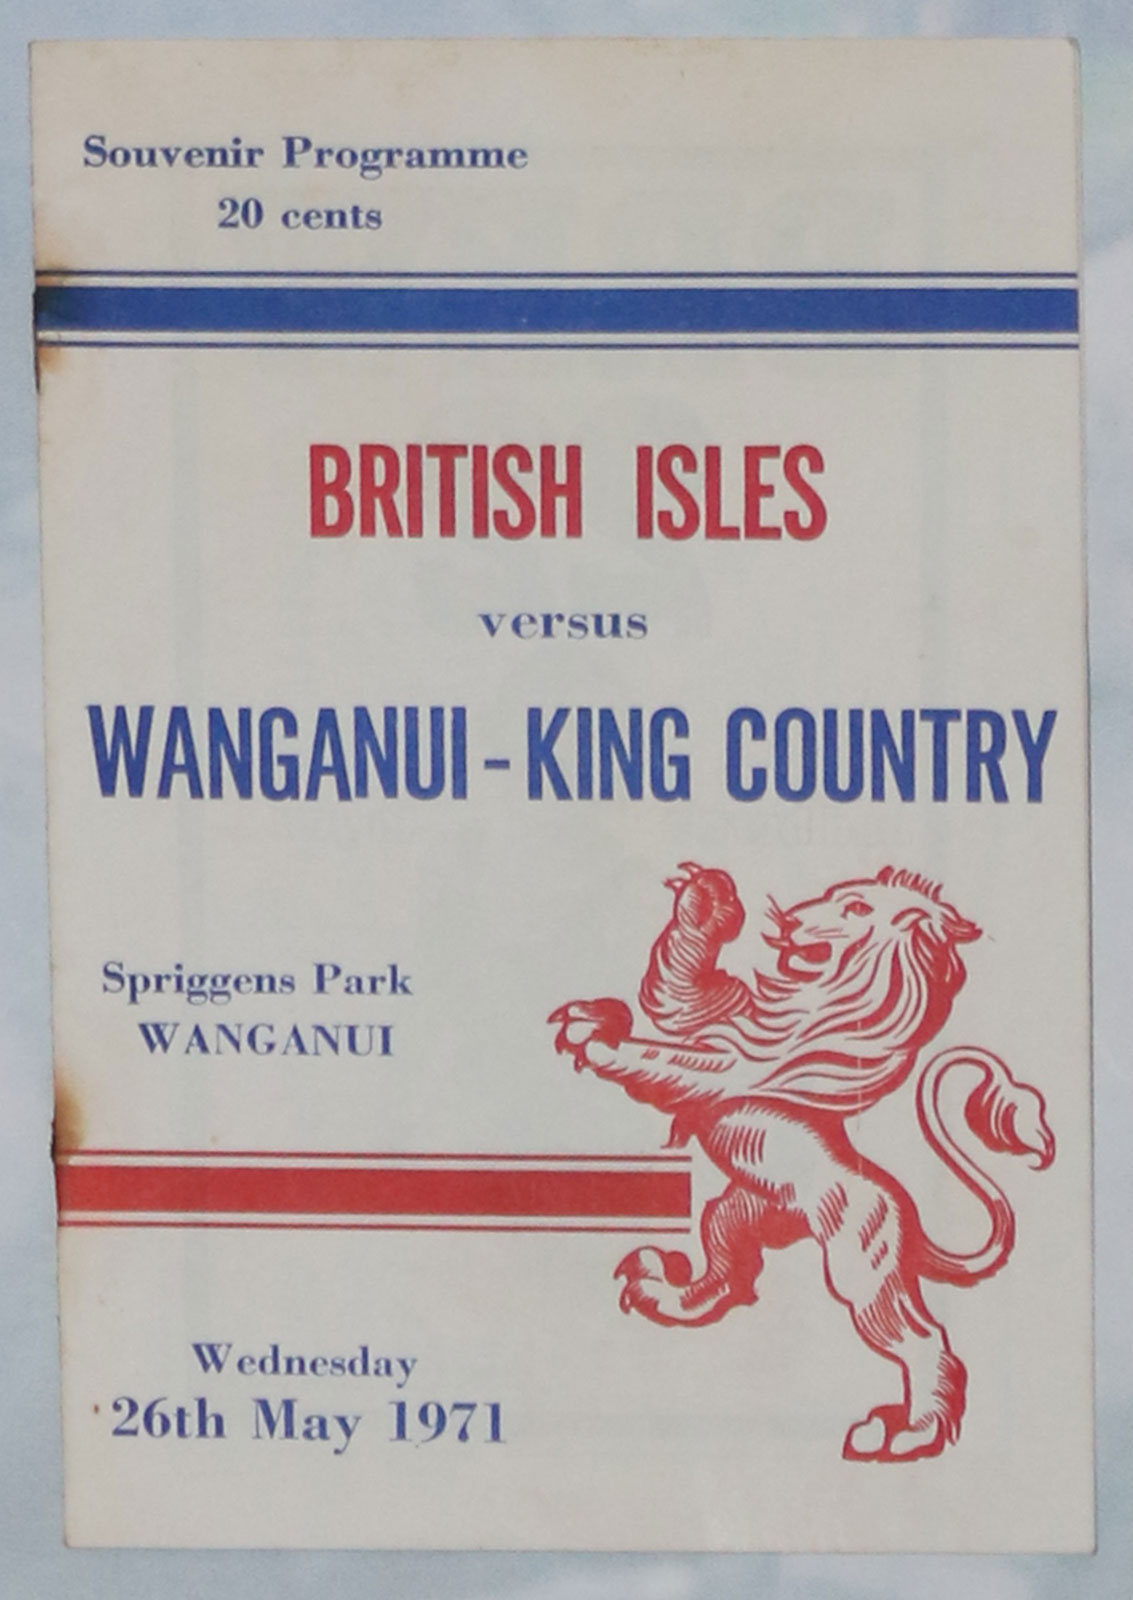 Souvenir Programme
20 cents
BRITISH ISLES
versus
WANGANUI - KING COUNTRY
Spriggens Park
WANGANUI
Wednesday
26th May 1971